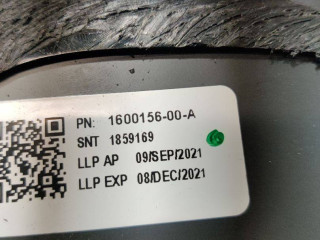 PN: 1600156-00-A
SNT 1859169
LLP AP 09/SEP/2021
LLP EXP 08/DEC/2021